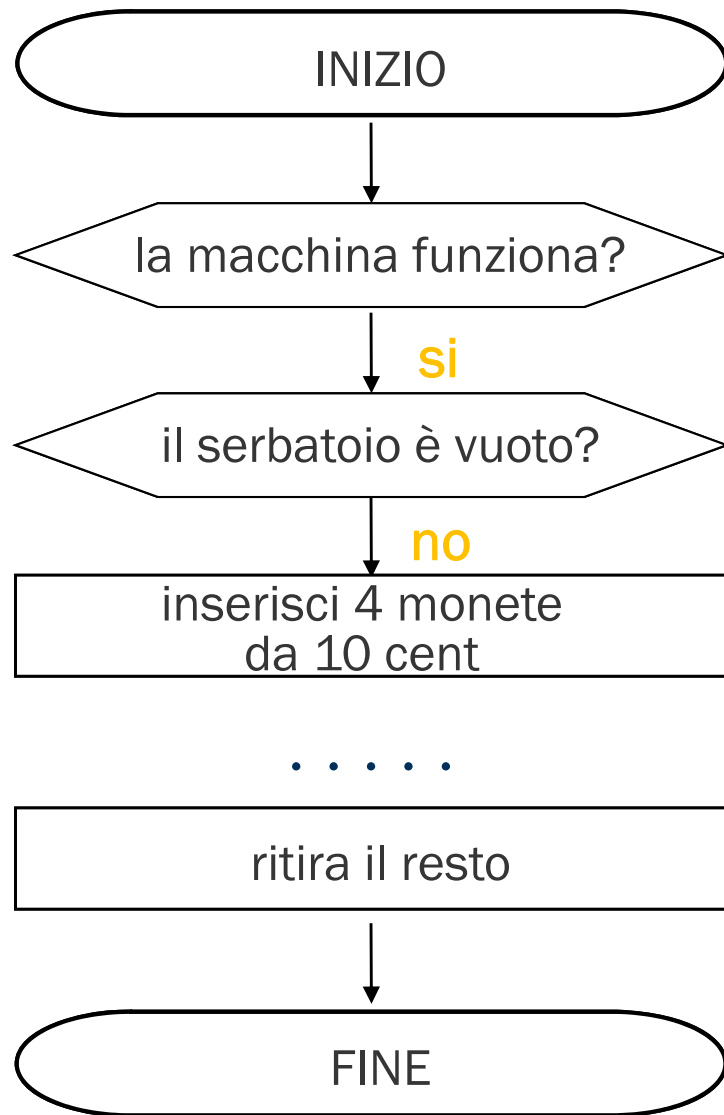 INIZIO
la macchina funziona?
si
il serbatoio è vuoto?
no
inserisci 4 monete
da 10 cent
. . . . .
ritira il resto
FINE